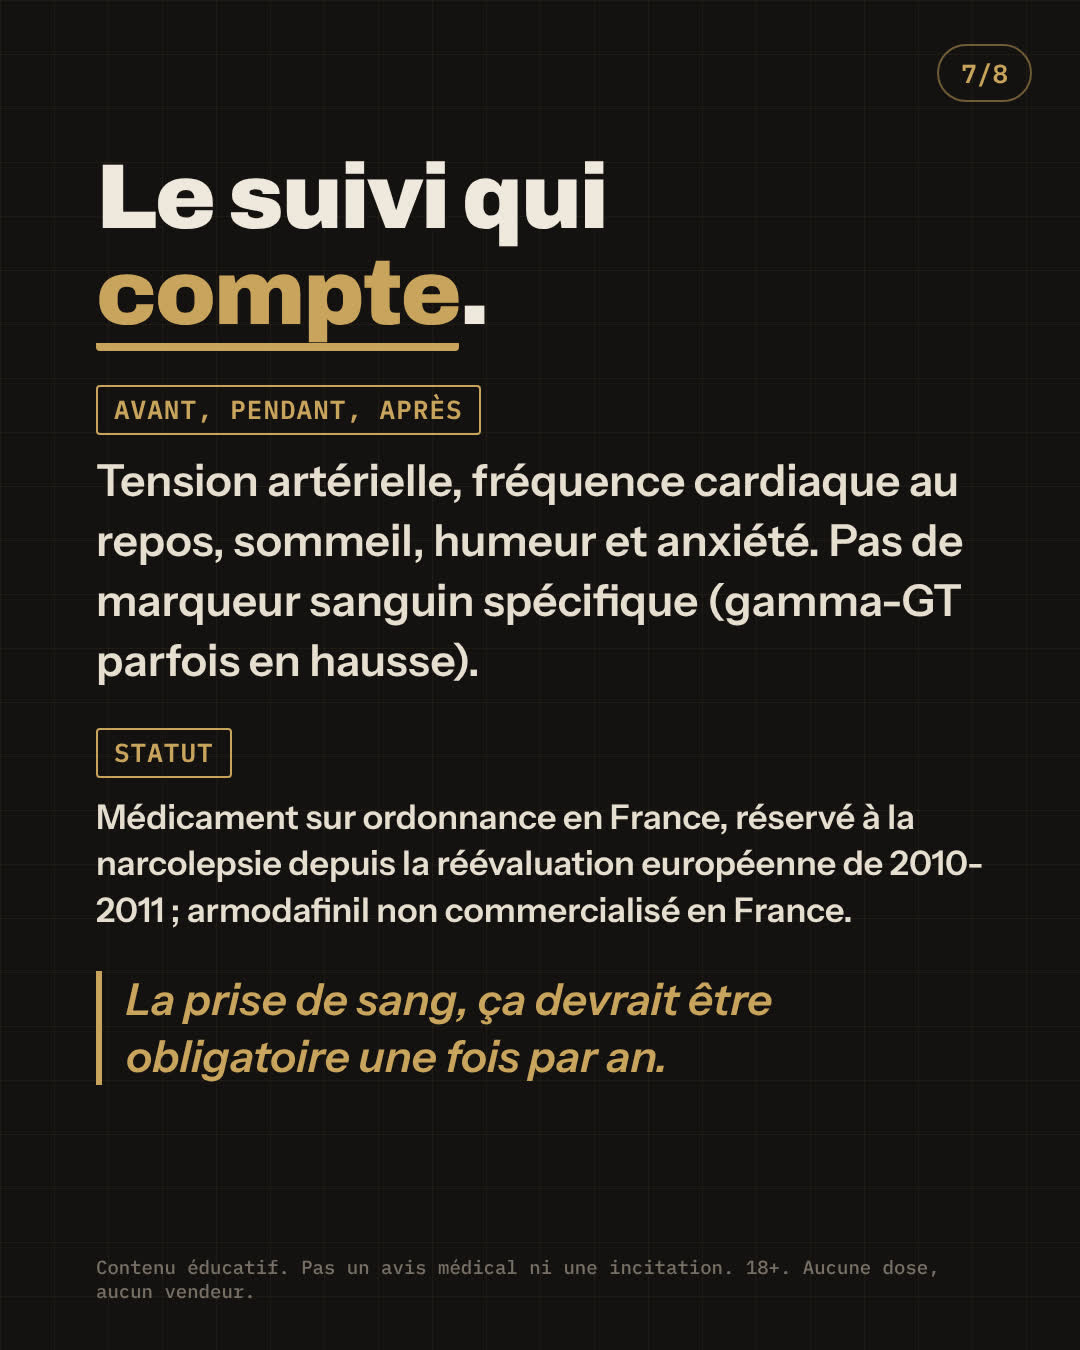 7/8
Le suivi qui
compte.
AVANT, PENDANT, APRÈS
Tension artérielle, fréquence cardiaque au
repos, sommeil, humeur et anxiété. Pas de
marqueur sanguin spécifique (gamma-GT
parfois en hausse).
STATUT
Médicament sur ordonnance en France, réservé à la
narcolepsie depuis la réévaluation européenne de 2010-
2011 ; armodafinil non commercialisé en France.
La prise de sang, ça devrait être
obligatoire une fois par an.
Contenu éducatif. Pas un avis médical ni une incitation. 18+. Aucune dose,
aucun vendeur.